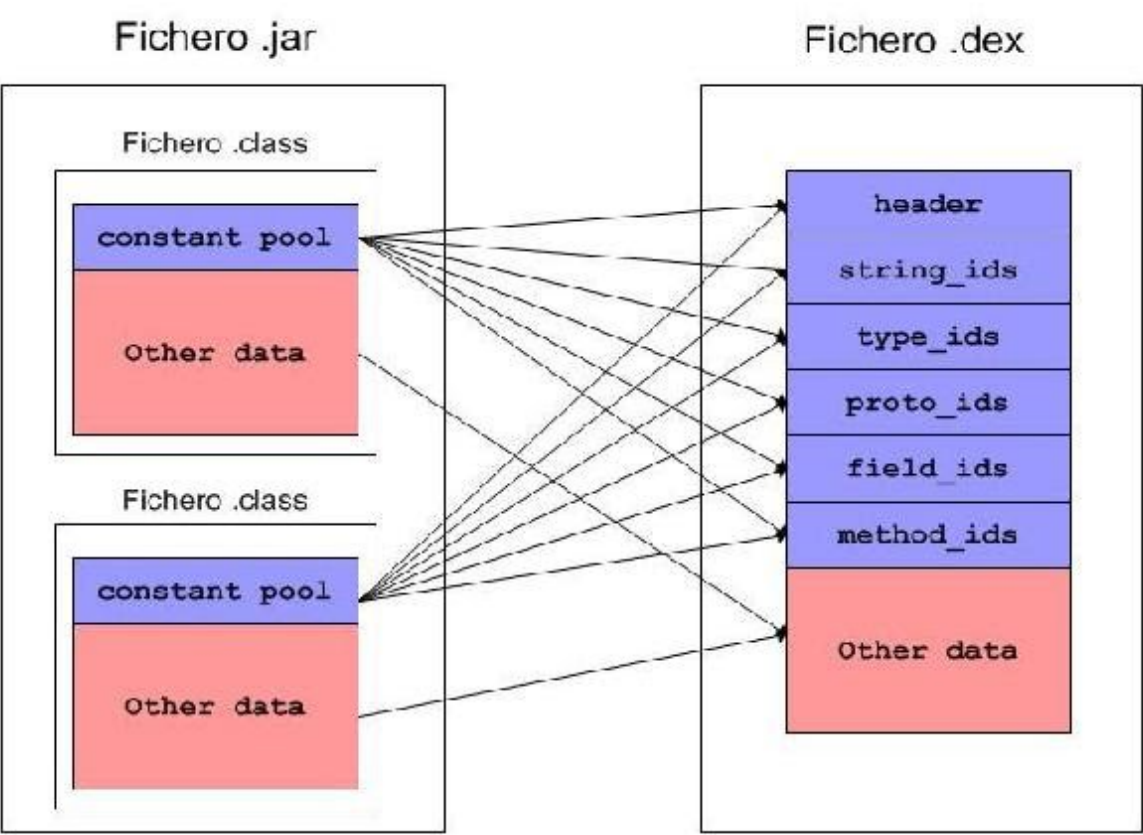 Fichero .jar
Fichero .class
constant pool
Other data
Fichero .class
constant pool
Other data
Fichero .dex
header
string_ids
type_ids
proto_ids
field_ids
method_ids
Other data